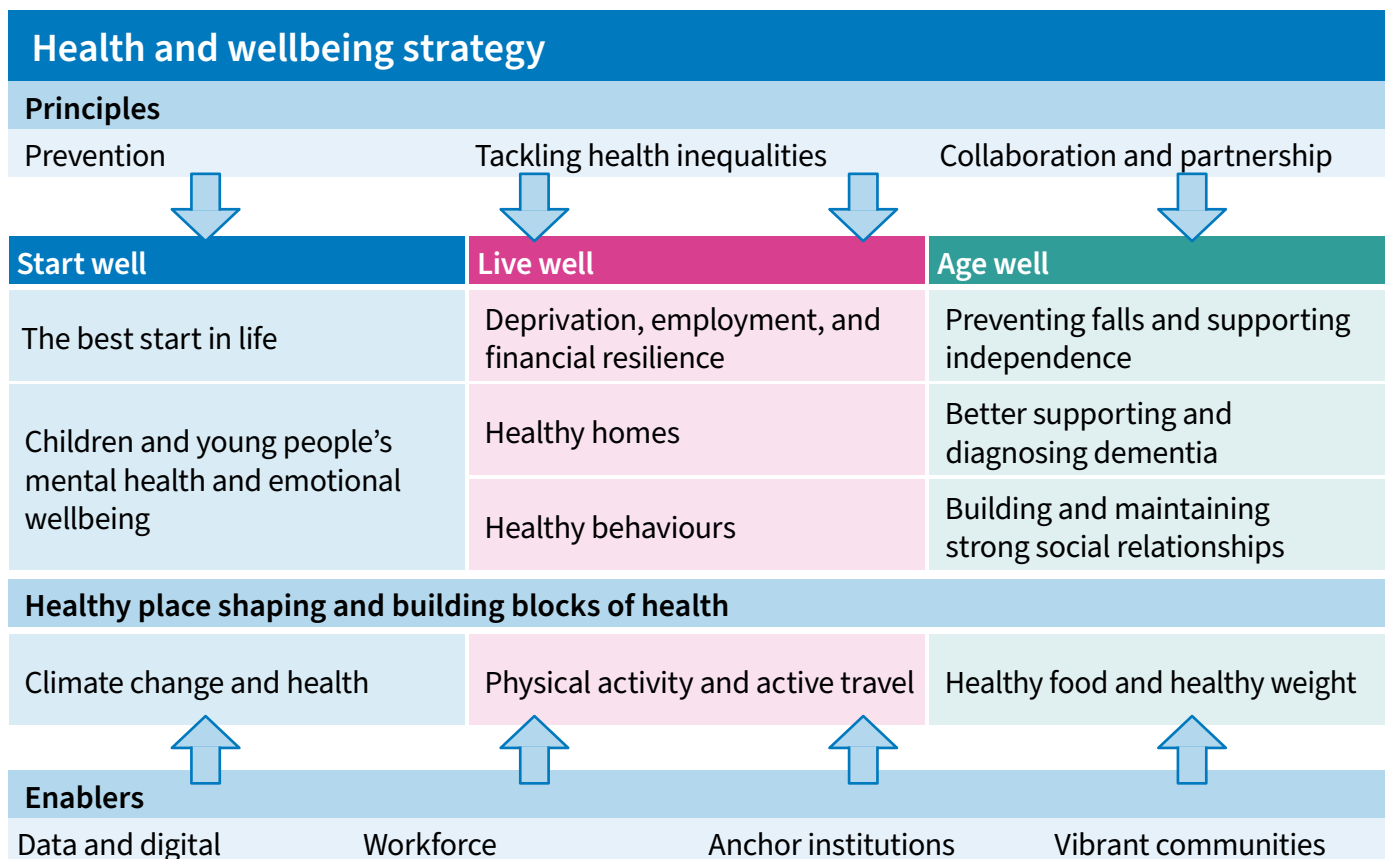 Health and wellbeing strategy
Principles
Prevention
Tackling health inequalities
Collaboration and partnership
Start well
Live well
Age well
The best start in life
Deprivation, employment, and
financial resilience
Preventing falls and supporting
independence
Children and young people’s
mental health and emotional
wellbeing
Healthy homes
Better supporting and
diagnosing dementia
Healthy behaviours
Building and maintaining
strong social relationships
Healthy place shaping and building blocks of health
Climate change and health
Physical activity and active travel
Healthy food and healthy weight
Enablers
Data and digital
Workforce
Anchor institutions
Vibrant communities